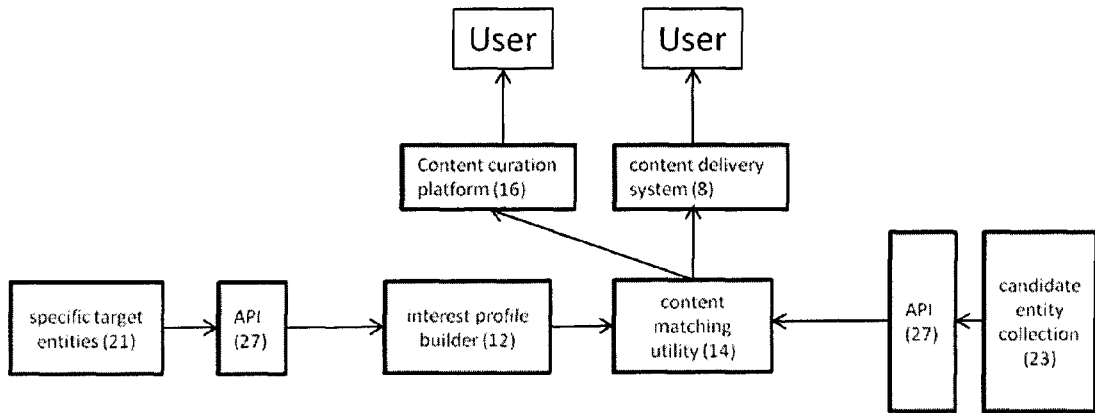 User
User
Content curation
platform (16)
content delivery
system (8)
specific target
entities (21)
API
(27)
interest profile
builder (12)
content
matching
utility (14)
API
(27)
candidate
entity
collection
(23)